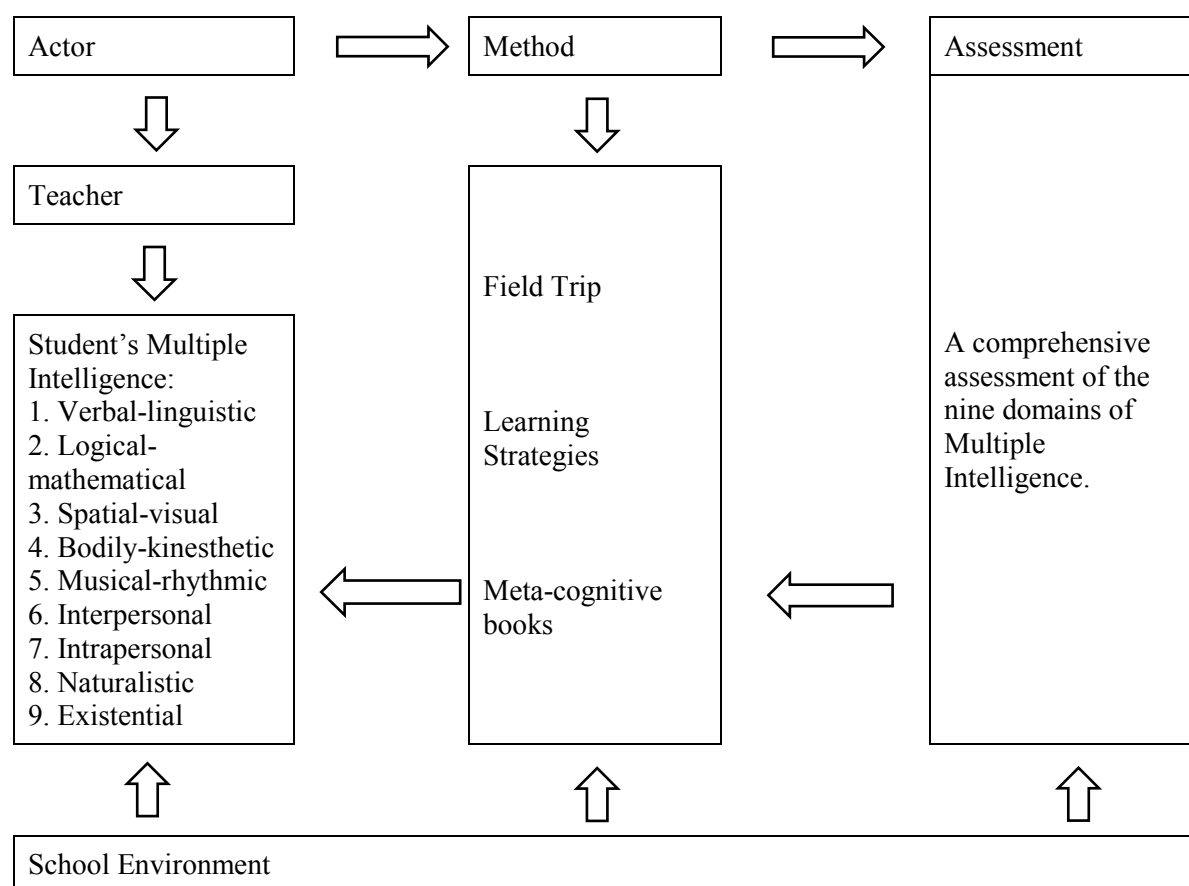 Actor
Method
Assessment
Teacher
Student’s Multiple
Intelligence:
1. Verbal-linguistic
2. Logical-
mathematical
3. Spatial-visual
4. Bodily-kinesthetic
5. Musical-rhythmic
6. Interpersonal
7. Intrapersonal
8. Naturalistic
9. Existential
Field Trip
Learning
Strategies
Meta-cognitive
books
A comprehensive
assessment of the
nine domains of
Multiple
Intelligence.
School Environment